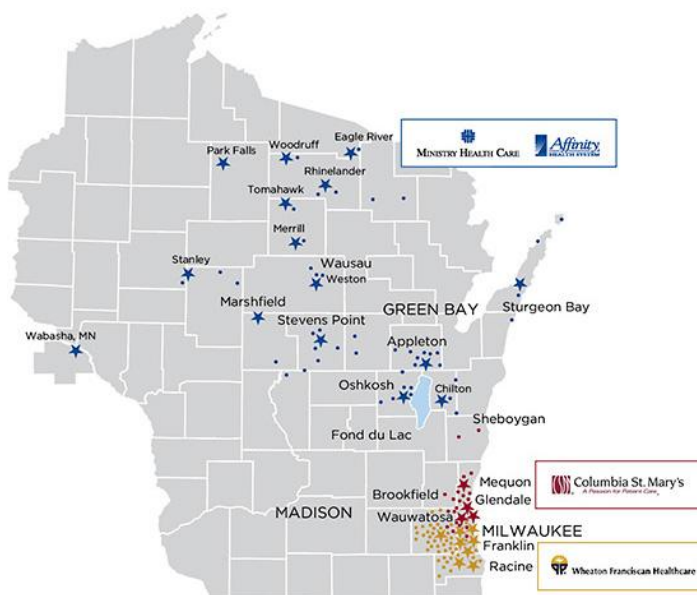 Eagle River
Woodruff
Park Falls
MINISTRY HEALTH CARE
Affinity
HEALTH SYSTEM
Rhinelander
Tomahawk
Merrill
Stanley
Wausau
Weston
Marshfield
GREEN BAY
Sturgeon Bay
Stevens Point
Wabasha, MN
Appleton
Oshkosh
Chilton
Sheboygan
Fond du Lac
Mequon
Columbia St. Mary's
A Passion for Patient Care
Brookfield
Glendale
MADISON
Wauwatosa
MILWAUKEE
Franklin
Wheaton Franciscan Healthcare
Racine